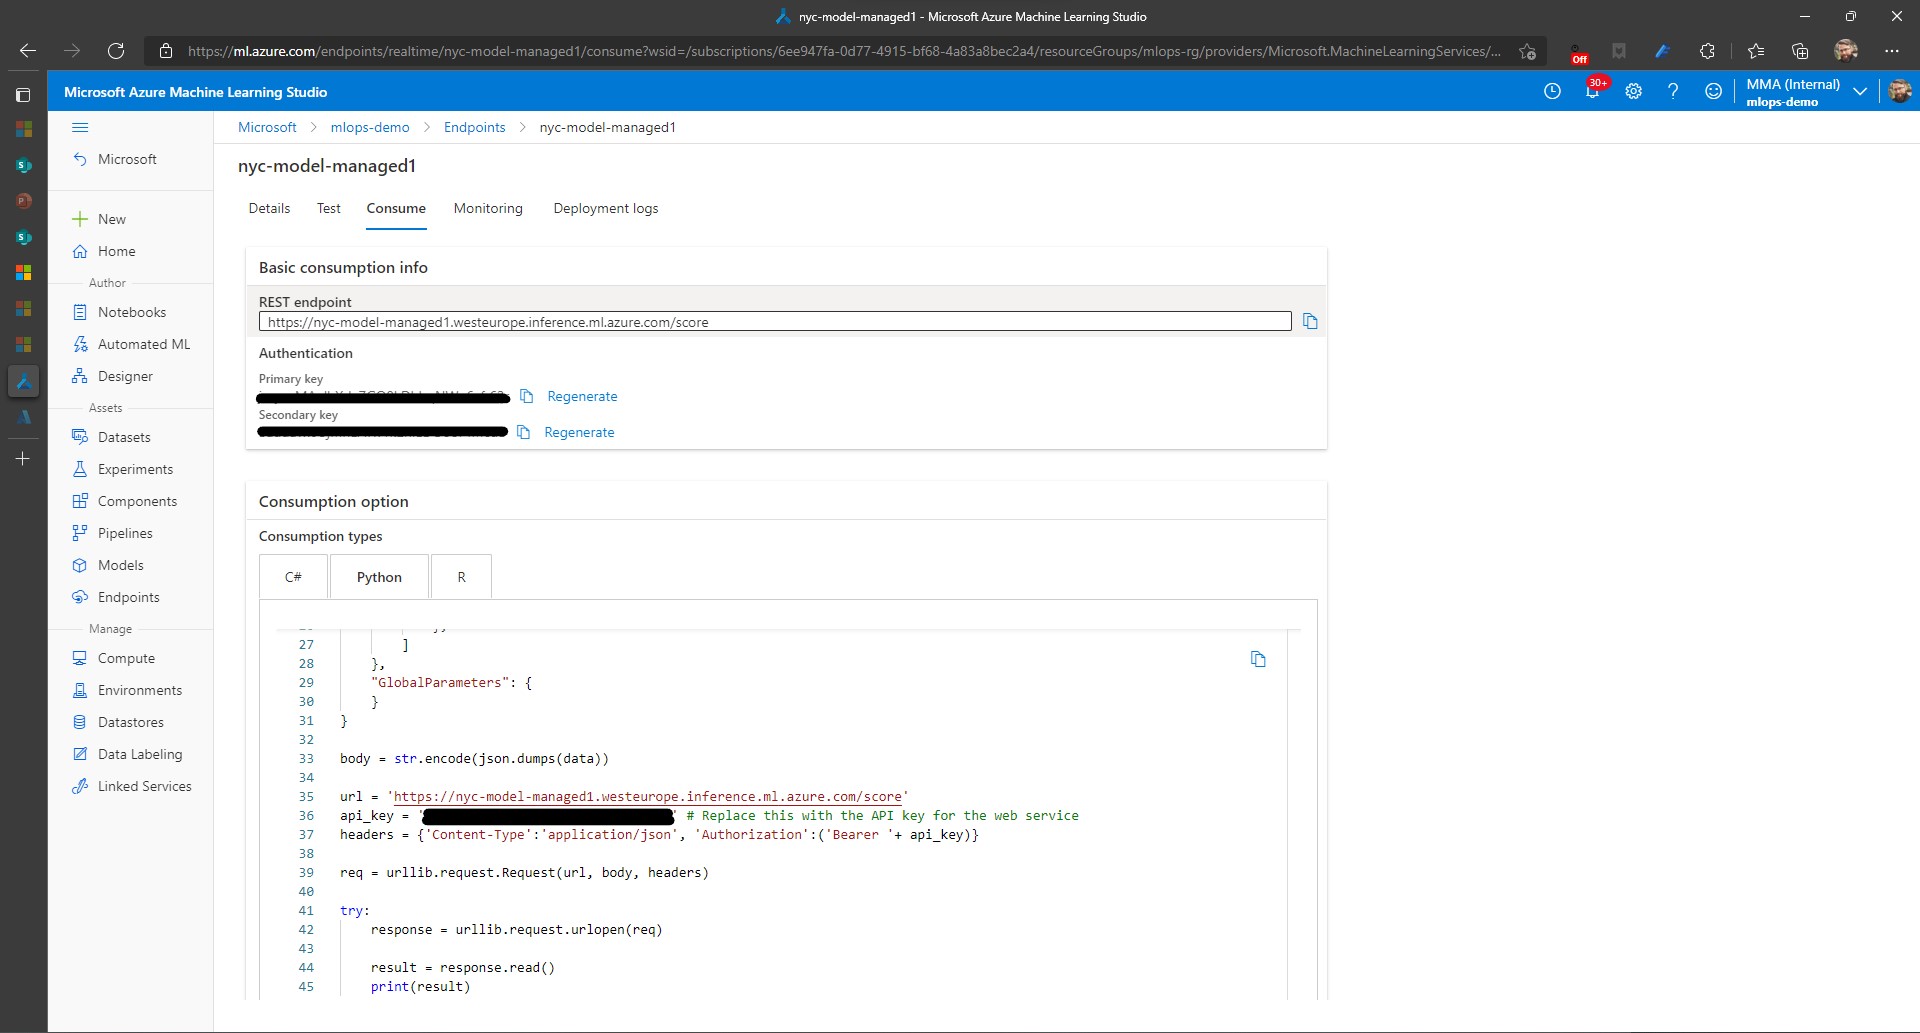 nyc-model-managed1 - Microsoft Azure Machine Learning Studio
https://ml.azure.com/endpoints/realtime/nyc-model-managed1/consume?wsid=/subscriptions/6ee947fa-0d77-4915-bf68-4a83a8bec2a4/resourceGroups/mlops-rg/providers/Microsoft.MachineLearningServices/...
Off
Microsoft Azure Machine Learning Studio
30+
MMA (Internal)
mlops-demo
Microsoft
New
Home
Author
Notebooks
Automated ML
Designer
Assets
Datasets
Experiments
Components
Pipelines
Models
Endpoints
Manage
Compute
Environments
Datastores
Data Labeling
Linked Services
Microsoft > mlops-demo > Endpoints > nyc-model-managed1
nyc-model-managed1
Details Test Consume Monitoring Deployment logs
Basic consumption info
REST endpoint
https://nyc-model-managed1.westeurope.inference.ml.azure.com/score
Authentication
Primary key
Regenerate
Secondary key
Regenerate
Consumption option
Consumption types
C# Python R
27 ]
28 },
29 "GlobalParameters": {
30 }
31 }
32
33 body = str.encode(json.dumps(data))
34
35 url = 'https://nyc-model-managed1.westeurope.inference.ml.azure.com/score'
36 api_key = '' # Replace this with the API key for the web service
37 headers = {'Content-Type':'application/json', 'Authorization':('Bearer '+ api_key)}
38
39 req = urllib.request.Request(url, body, headers)
40
41 try:
42 response = urllib.request.urlopen(req)
43
44 result = response.read()
45 print(result)